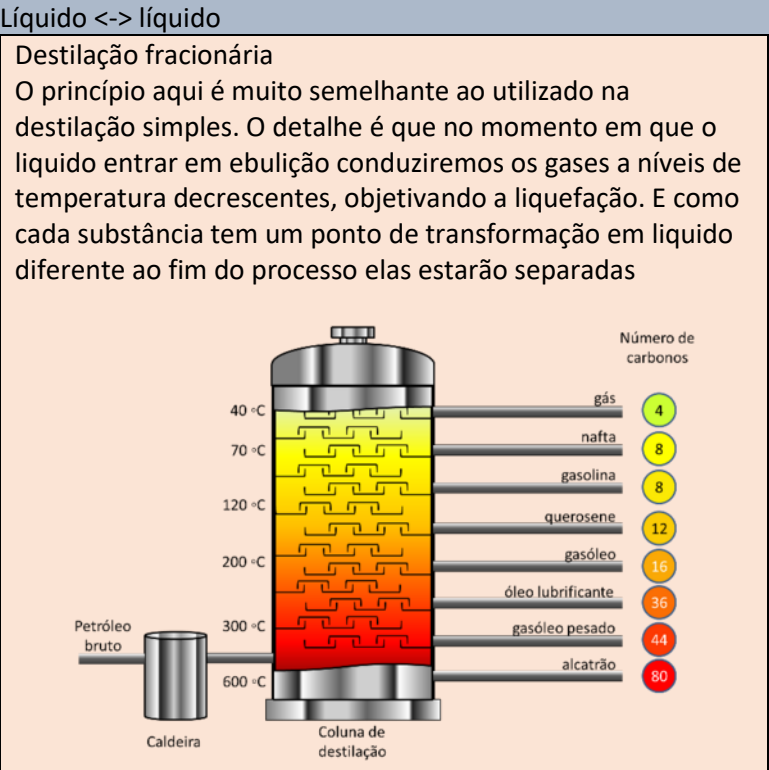 Líquido <-> líquido
Destilação fracionária
O princípio aqui é muito semelhante ao utilizado na
destilação simples. O detalhe é que no momento em que o
liquido entrar em ebulição conduziremos os gases a níveis de
temperatura decrescentes, objetivando a liquefação. E como
cada substância tem um ponto de transformação em liquido
diferente ao fim do processo elas estarão separadas
Número de
carbonos
40 °C
gás
4
70 °C
nafta
8
gasolina
8
120 °C
querosene
12
200 °C
gasóleo
16
óleo lubrificante
36
300 °C
gasóleo pesado
44
600 °C
alcatrão
80
Petróleo
bruto
Caldeira
Coluna de
destilação